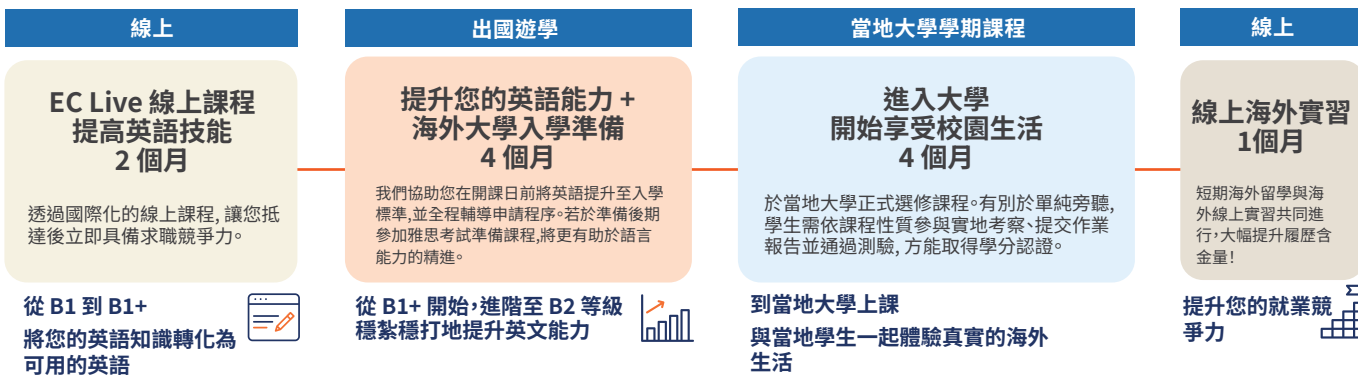 線上
EC Live 線上課程
提高英語技能
2 個月
透過國際化的線上課程, 讓您抵
達後立即具備求職競爭力。
從 B1 到 B1+
將您的英語知識轉化為
可用的英語
出國遊學
提升您的英語能力 +
海外大學入學準備
4 個月
我們協助您在開課日前將英語提升至入學
標準,並全程輔導申請程序。若於準備後期
參加雅思考試準備課程,將更有助於語言
能力的精進。
從 B1+ 開始,進階至 B2 等級
穩紮穩打地提升英文能力
當地大學學期課程
進入大學
開始享受校園生活
4 個月
於當地大學正式選修課程。有別於單純旁聽,
學生需依課程性質參與實地考察、提交作業
報告並通過測驗, 方能取得學分認證。
到當地大學上課
與當地學生一起體驗真實的海外
生活
線上
線上海外實習
1個月
短期海外留學與海
外線上實習共同進
行,大幅提升履歷含
金量!
提升您的就業競
爭力